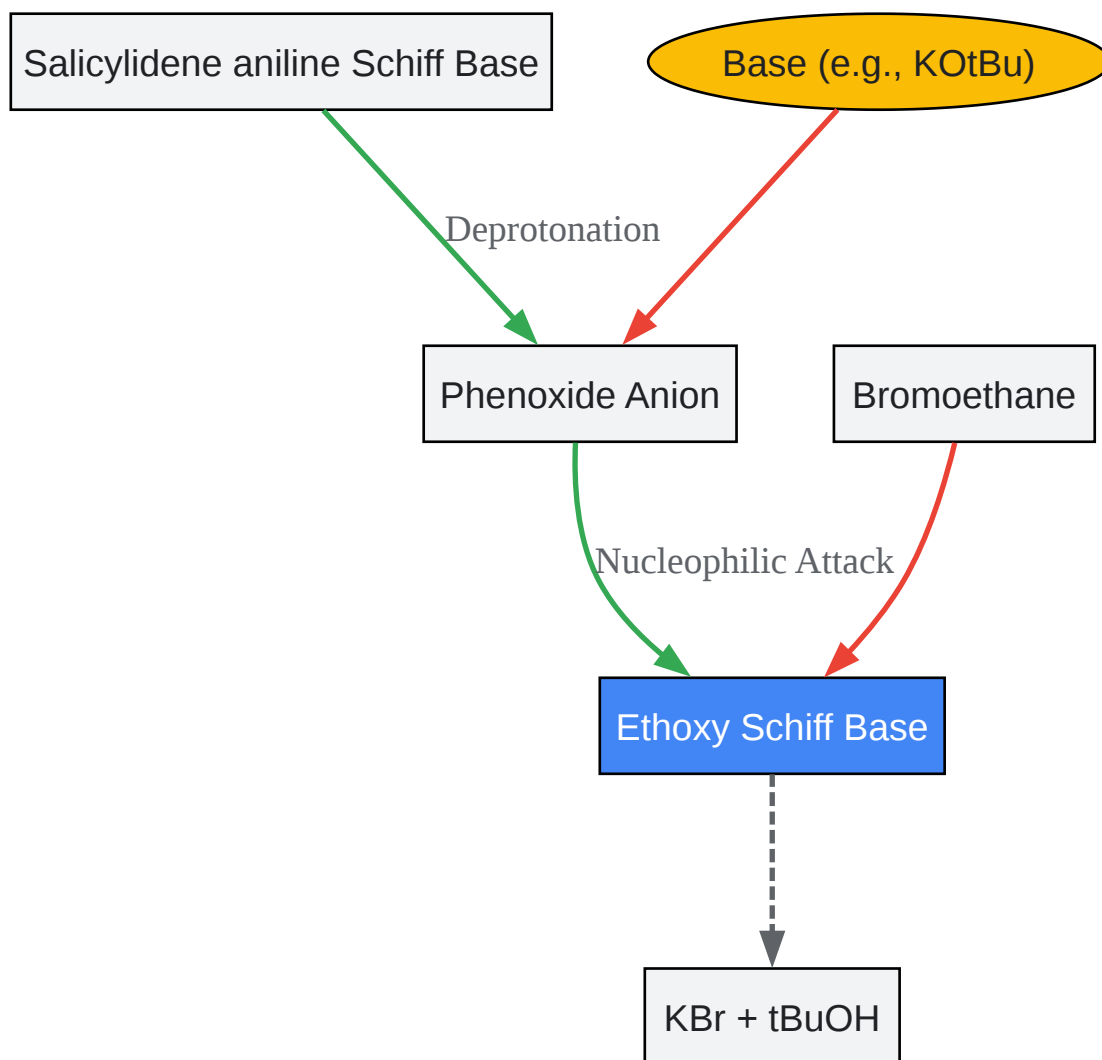 Salicylidene aniline Schiff Base
Base (e.g., KOtBu)
Deprotonation
Phenoxide Anion
Bromoethane
Nucleophilic Attack
Ethoxy Schiff Base
KBr + tBuOH